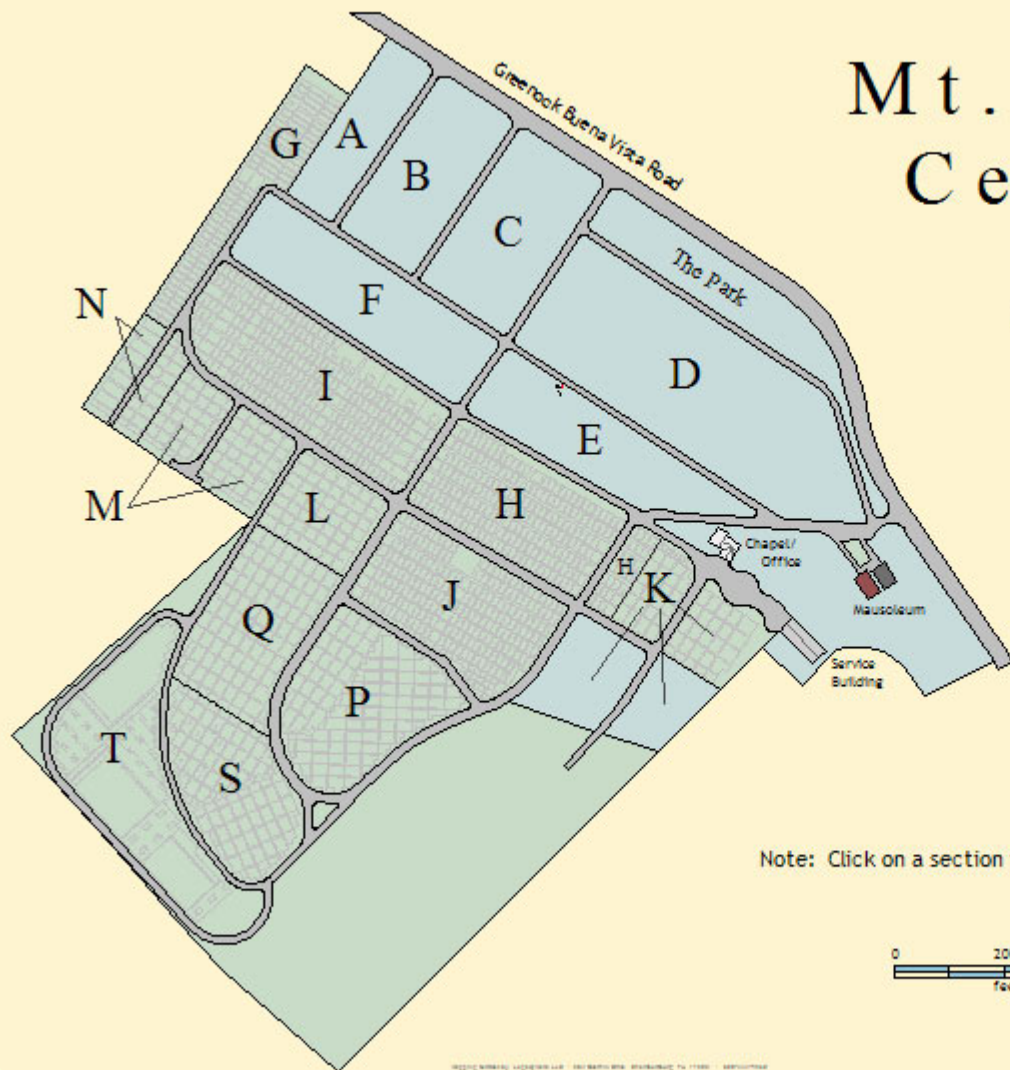 Mt.
Ce
Greenock Buena Vista Road
G
A
B
C
The Park
N
F
D
I
E
M
L
H
Chapel/
Office
H
K
J
Mausoleum
Q
Service
Building
P
T
S
Note: Click on a section
0 20
fee